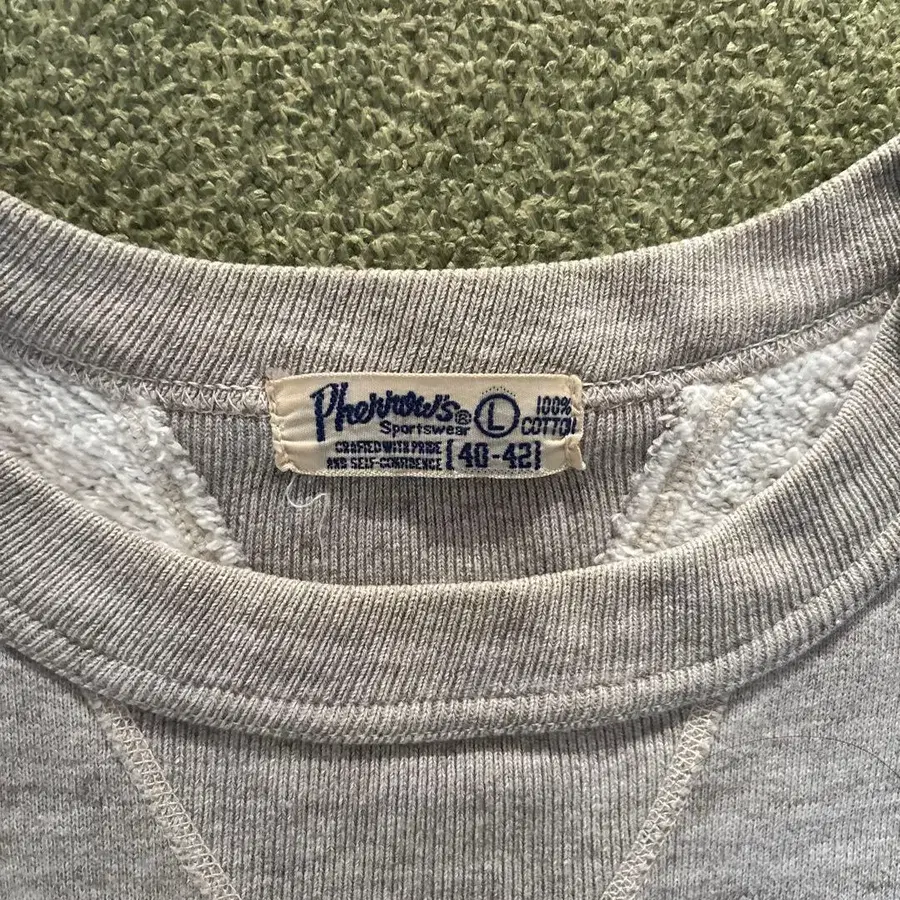 Pherrow's® L 100%
Sportswear COTTON
CRAFTED WITH PRIDE
AND SELF-CONFIDENCE [40-42]